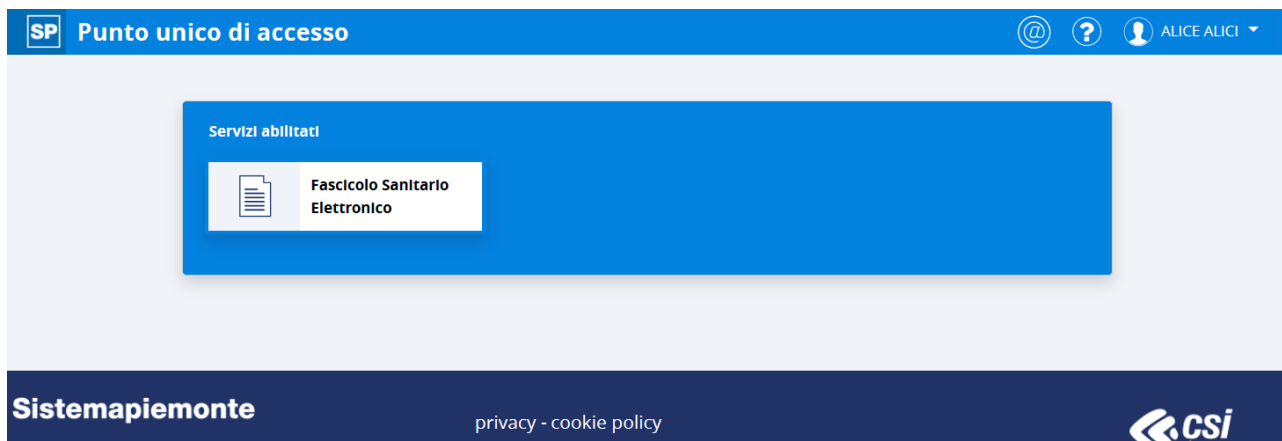 SP Punto unico di accesso @ ? ALICE ALICI
Servizi abilitati
Fascicolo Sanitario
Elettronico
Sistemapiemonte
privacy - cookie policy
csi